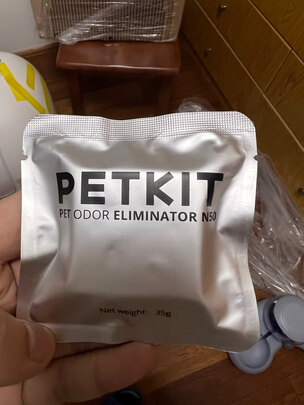 PETKIT
PET ODOR ELIMINATOR N50
Net weight: 35g